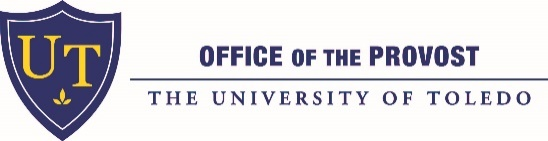 UT
OFFICE OF THE PROVOST
THE UNIVERSITY OF TOLEDO